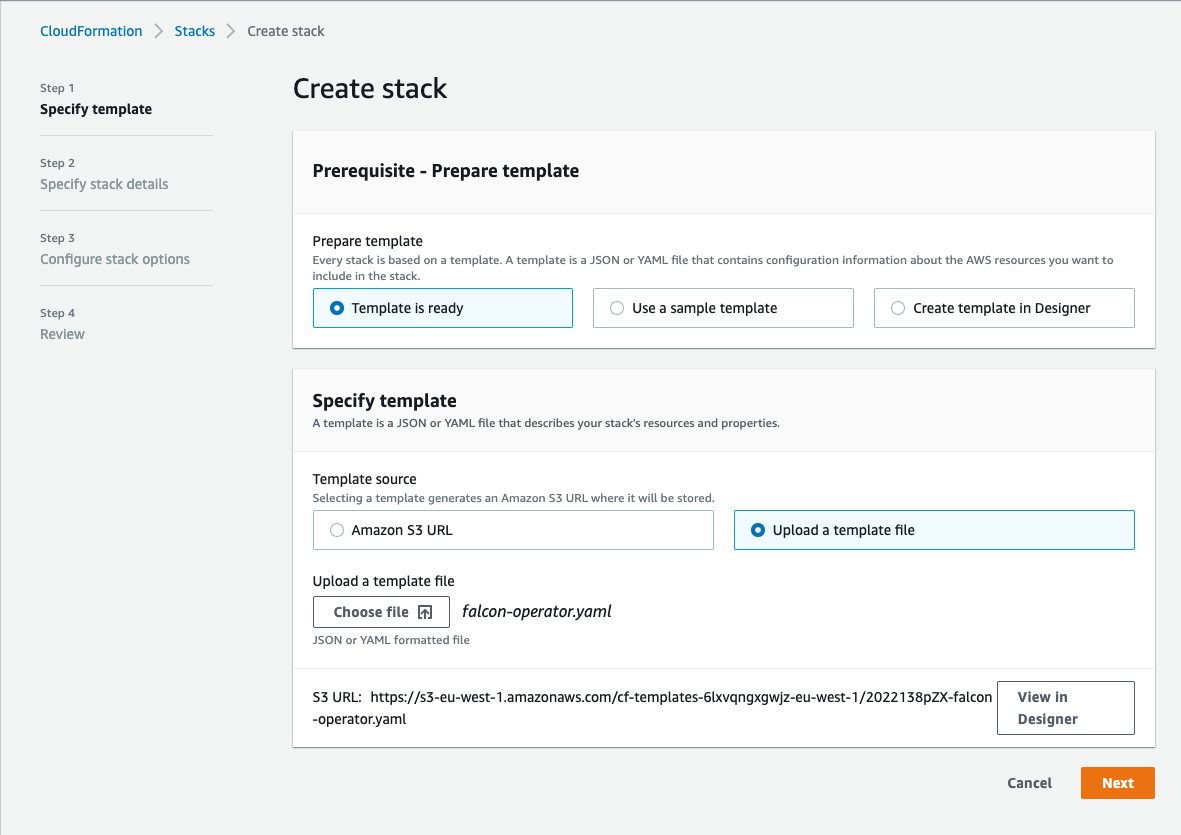 CloudFormation > Stacks > Create stack
Step 1
Specify template
Step 2
Specify stack details
Step 3
Configure stack options
Step 4
Review
Create stack
Prerequisite - Prepare template
Prepare template
Every stack is based on a template. A template is a JSON or YAML file that contains configuration information about the AWS resources you want to
include in the stack.
Template is ready
Use a sample template
Create template in Designer
Specify template
A template is a JSON or YAML file that describes your stack's resources and properties.
Template source
Selecting a template generates an Amazon S3 URL where it will be stored.
Amazon S3 URL
Upload a template file
Upload a template file
Choose file
falcon-operator.yaml
JSON or YAML formatted file
S3 URL: https://s3-eu-west-1.amazonaws.com/cf-templates-6lxvqngxgwjz-eu-west-1/2022138pZX-falcon
-operator.yaml
View in
Designer
Cancel
Next